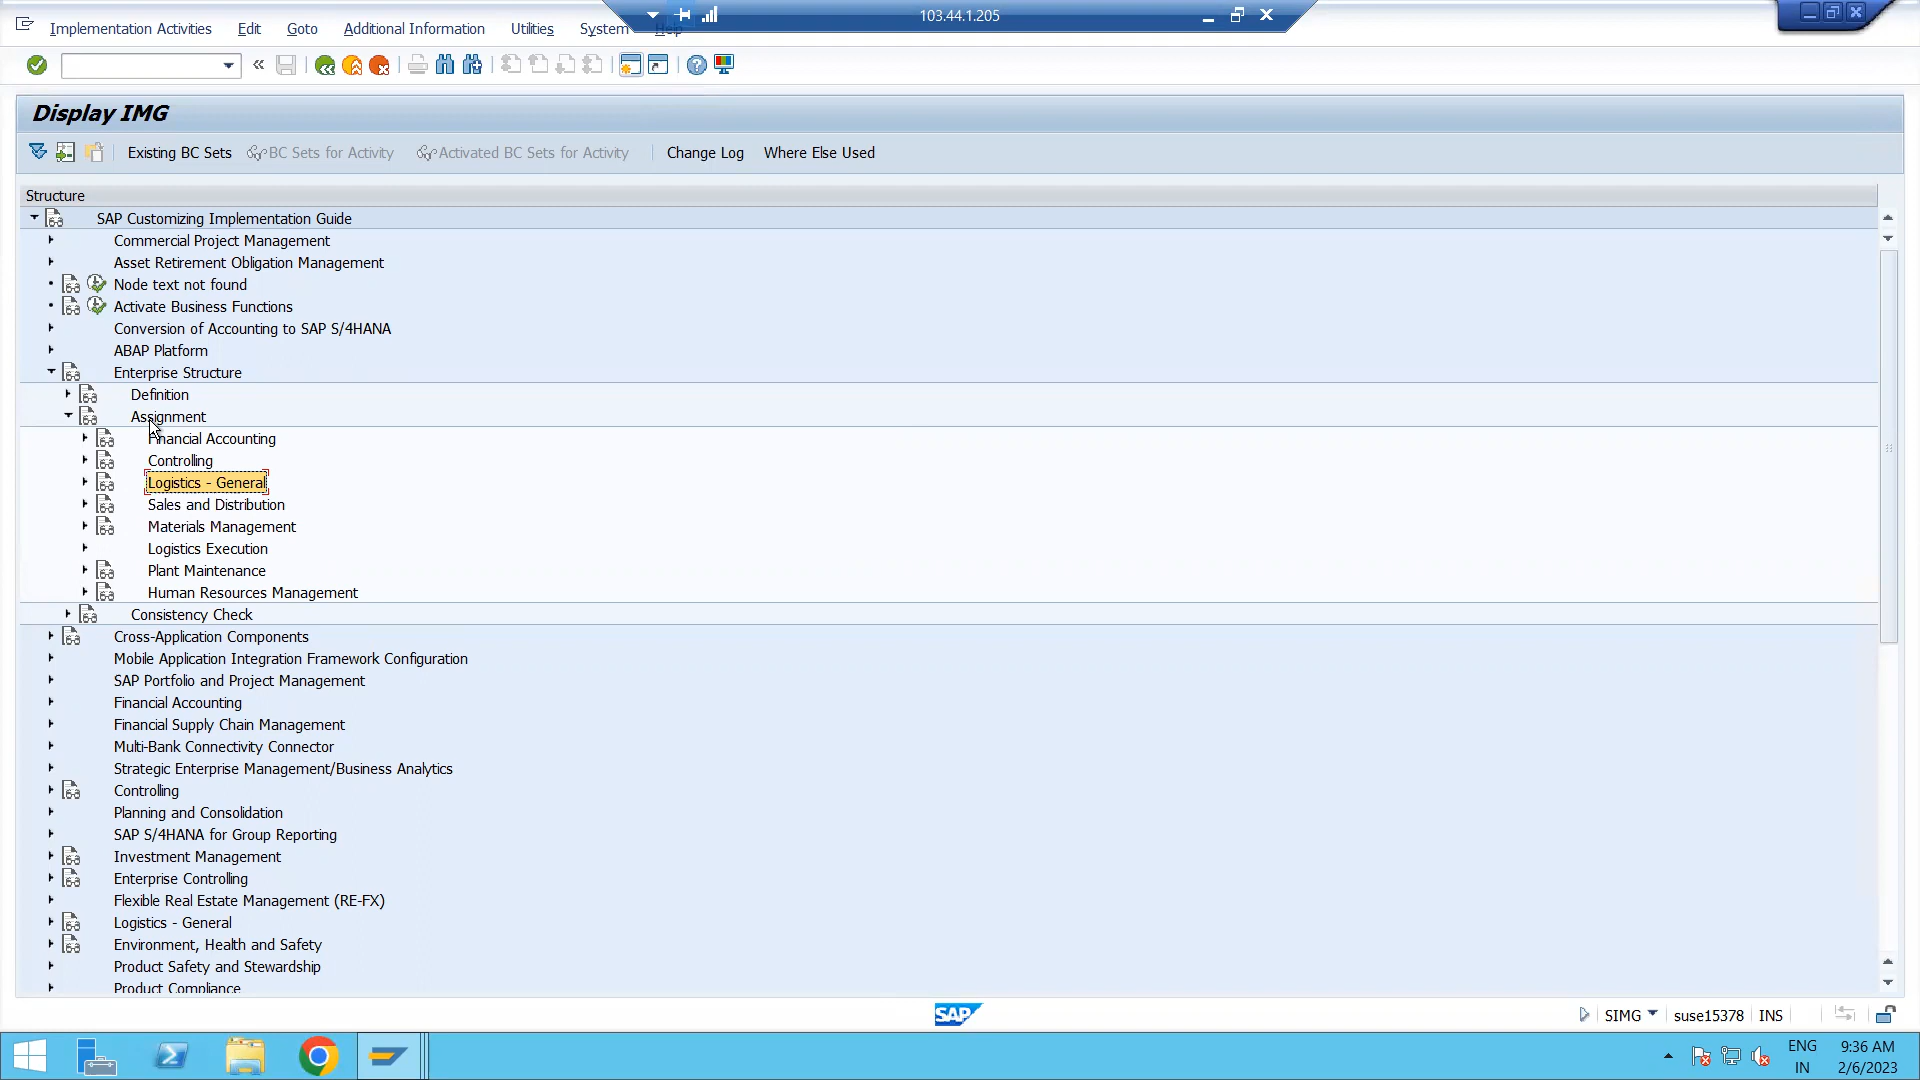 103.44.1.205
Implementation Activities Edit Goto Additional Information Utilities System Help
Display IMG
Existing BC Sets BC Sets for Activity Activated BC Sets for Activity Change Log Where Else Used
Structure
SAP Customizing Implementation Guide
Commercial Project Management
Asset Retirement Obligation Management
Node text not found
Activate Business Functions
Conversion of Accounting to SAP S/4HANA
ABAP Platform
Enterprise Structure
Definition
Assignment
Financial Accounting
Controlling
Logistics - General
Sales and Distribution
Materials Management
Logistics Execution
Plant Maintenance
Human Resources Management
Consistency Check
Cross-Application Components
Mobile Application Integration Framework Configuration
SAP Portfolio and Project Management
Financial Accounting
Financial Supply Chain Management
Multi-Bank Connectivity Connector
Strategic Enterprise Management/Business Analytics
Controlling
Planning and Consolidation
SAP S/4HANA for Group Reporting
Investment Management
Enterprise Controlling
Flexible Real Estate Management (RE-FX)
Logistics - General
Environment, Health and Safety
Product Safety and Stewardship
Product Compliance
SAP
SIMG suse15378 INS
ENG 9:36 AM
IN 2/6/2023